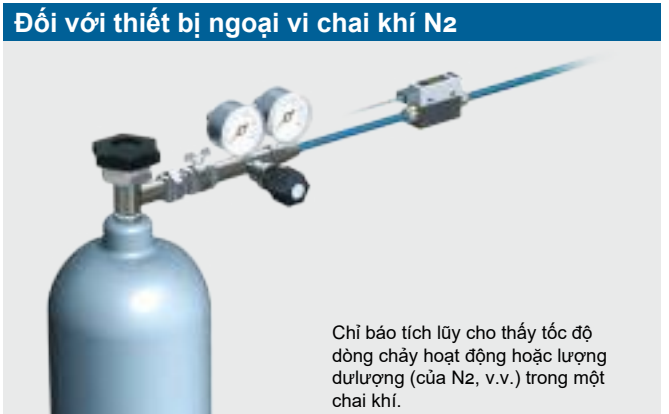 Đối với thiết bị ngoại vi chai khí N2
Chỉ báo tích lũy cho thấy tốc độ
dòng chảy hoạt động hoặc lượng
dưlượng (của N2, v.v.) trong một
chai khí.